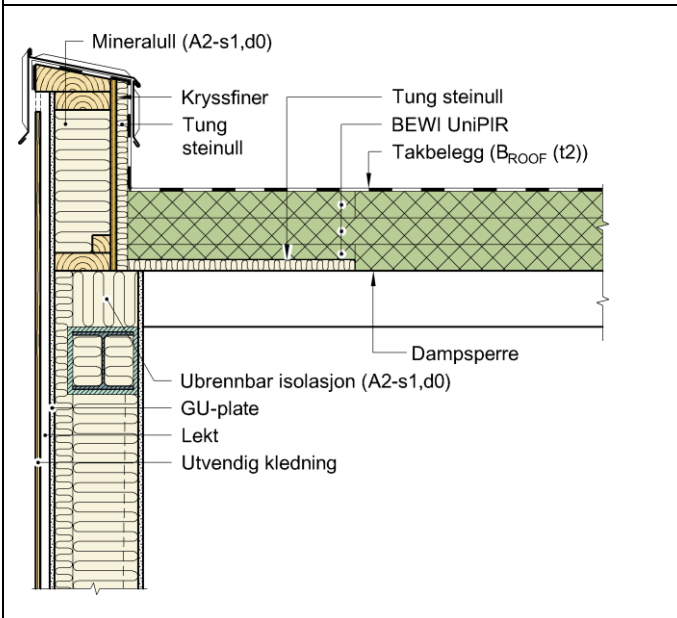 Mineralull (A2-s1,d0)
Kryssfiner
Tung
steinull
Tung steinull
BEWI UniPIR
Takbelegg (BROOF (t2))
Dampsperre
Ubrennbar isolasjon (A2-s1,d0)
GU-plate
Lekt
Utvendig kledning